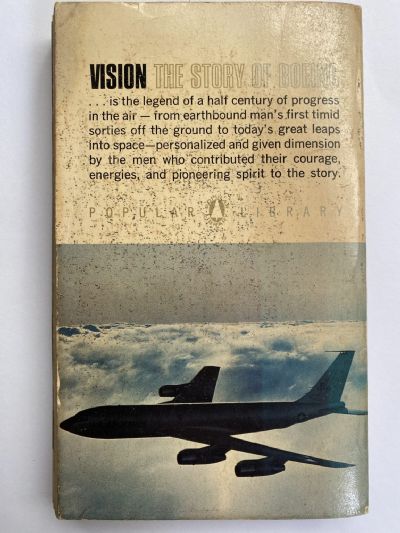 VISION THE STORY OF BOEING
. . . is the legend of a half century of progress
in the air — from earthbound man's first timid
sorties off the ground to today's great leaps
into space—personalized and given dimension
by the men who contributed their courage,
energies, and pioneering spirit to the story.
POPULAR LIBRARY